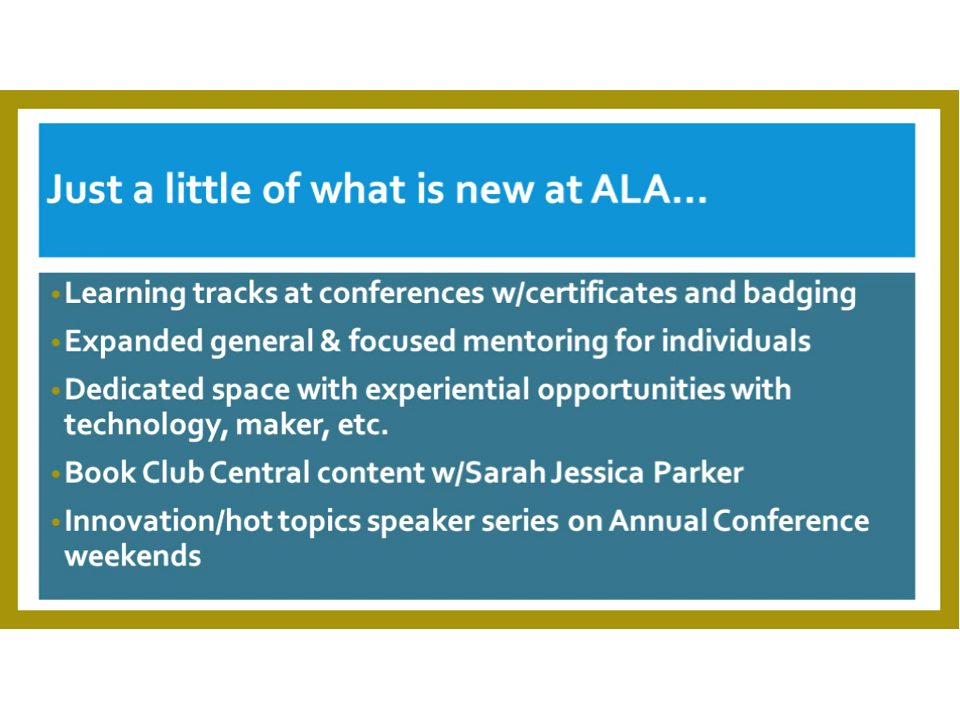 Just a little of what is new at ALA...
•Learning tracks at conferences w/certificates and badging
•Expanded general & focused mentoring for individuals
•Dedicated space with experiential opportunities with
technology, maker, etc.
•Book Club Central content w/Sarah Jessica Parker
•Innovation/hot topics speaker series on Annual Conference
weekends